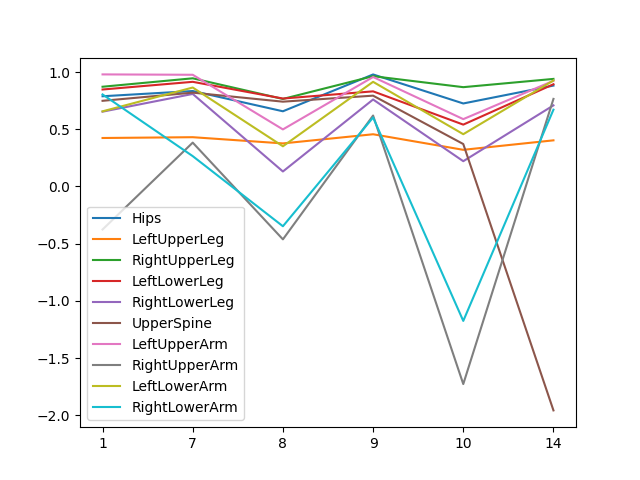 1.0
0.5
0.0
−0.5
−1.0
−1.5
−2.0
Hips
LeftUpperLeg
RightUpperLeg
LeftLowerLeg
RightLowerLeg
UpperSpine
LeftUpperArm
RightUpperArm
LeftLowerArm
RightLowerArm
1 7 8 9 10 14